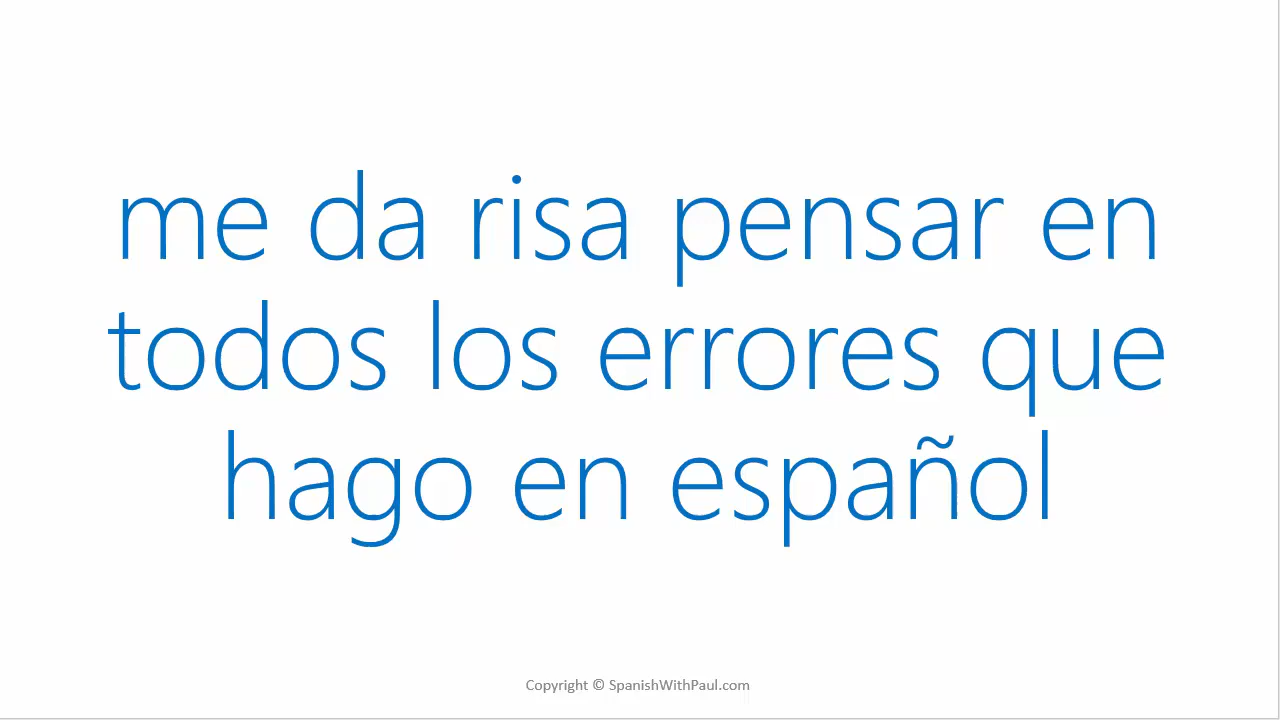 me da risa pensar en
todos los errores que
hago en español
Copyright © SpanishWithPaul.com